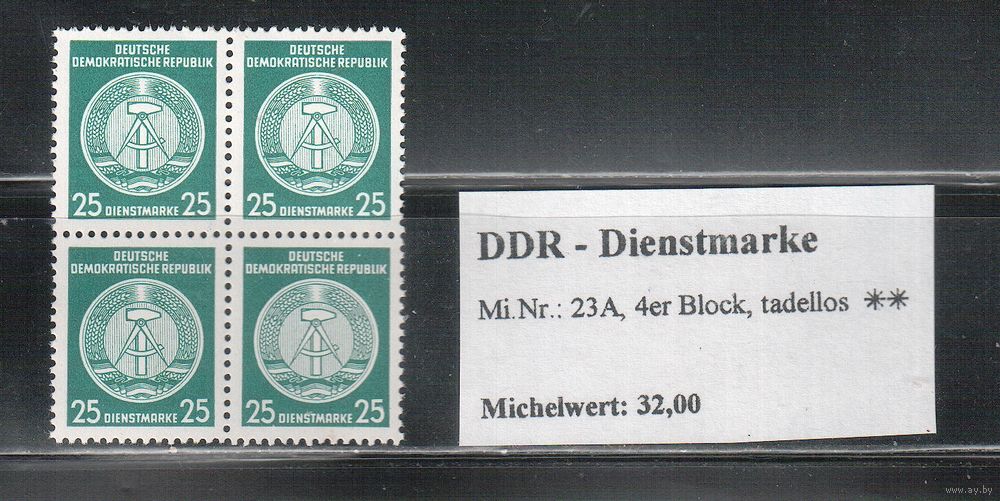 DEUTSCHE
DEMOKRATISCHE REPUBLIK
25 DIENSTMARKE 25
DEUTSCHE
DEMOKRATISCHE REPUBLIK
25 DIENSTMARKE 25
DEUTSCHE
DEMOKRATISCHE REPUBLIK
25 DIENSTMARKE 25
DEUTSCHE
DEMOKRATISCHE REPUBLIK
25 DIENSTMARKE 25
DDR - Dienstmarke
Mi.Nr.: 23A, 4er Block, tadellos **
Michelwert: 32,00
www.ay.by